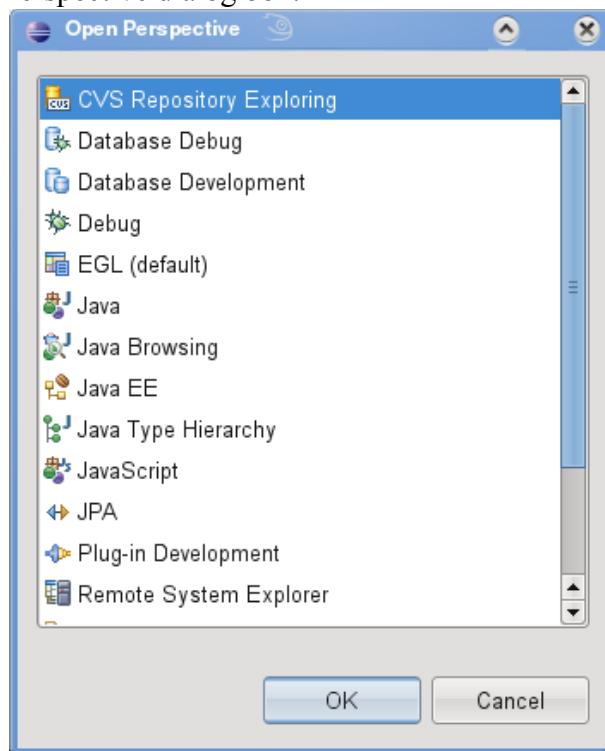 Open Perspective
CVS Repository Exploring
Database Debug
Database Development
Debug
EGL (default)
Java
Java Browsing
Java EE
Java Type Hierarchy
JavaScript
JPA
Plug-in Development
Remote System Explorer
OK Cancel